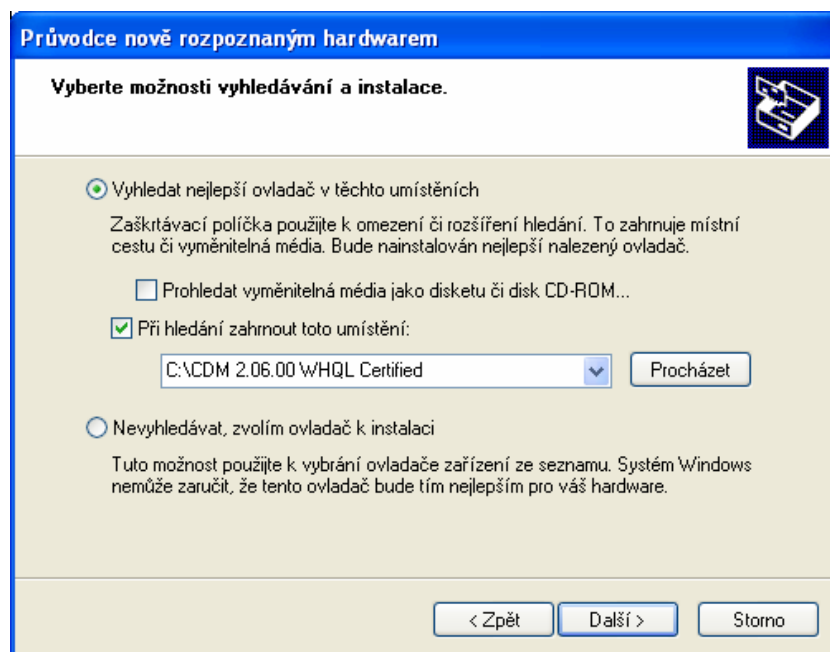 Průvodce nově rozpoznaným hardwarem
Vyberte možnosti vyhledávání a instalace.
Vyhledat nejlepší ovladač v těchto umístěních
Zaškrtávací políčka použijte k omezení či rozšíření hledání. To zahrnuje místní
cestu či vyměnitelná média. Bude nainstalován nejlepší nalezený ovladač.
Prohledat vyměnitelná média jako disketu či disk CD-ROM...
Při hledání zahrnout toto umístění:
C:\CDM 2.06.00 WHQL Certified
Procházet
Nevyhledávat, zvolím ovladač k instalaci
Tuto možnost použijte k vybrání ovladače zařízení ze seznamu. Systém Windows
nemůže zaručit, že tento ovladač bude tím nejlepším pro váš hardware.
< Zpět Další > Storno